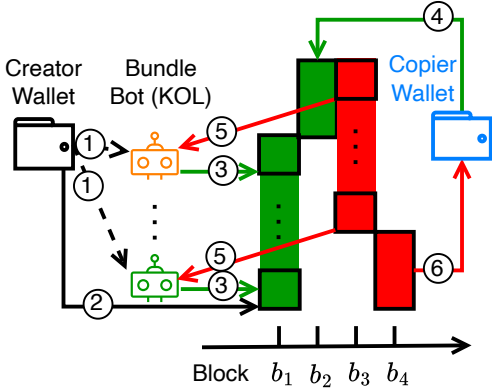 Creator
Wallet
Bundle
Bot (KOL)
Copier
Wallet
④
①
①
⑤
③
⑤
③
②
⑥
Block b₁ b₂ b₃ b₄